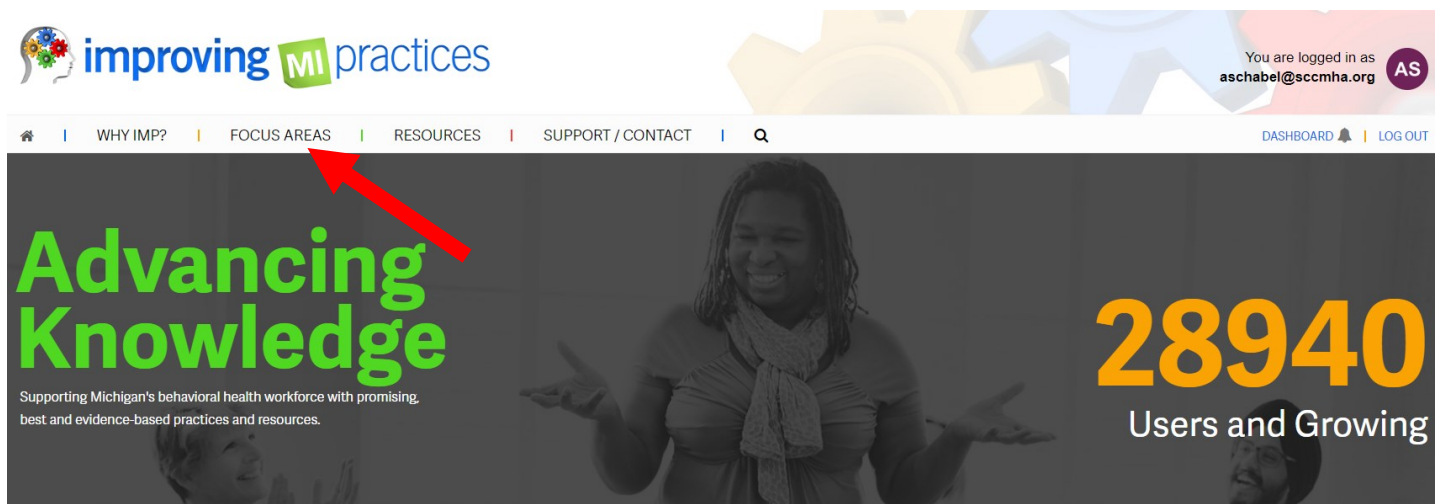 improving MI practices
You are logged in as
aschabel@sccmha.org
AS
WHY IMP? | FOCUS AREAS | RESOURCES | SUPPORT / CONTACT |
DASHBOARD | LOG OUT
Advancing
Knowledge
Supporting Michigan's behavioral health workforce with promising,
best and evidence-based practices and resources.
28940
Users and Growing